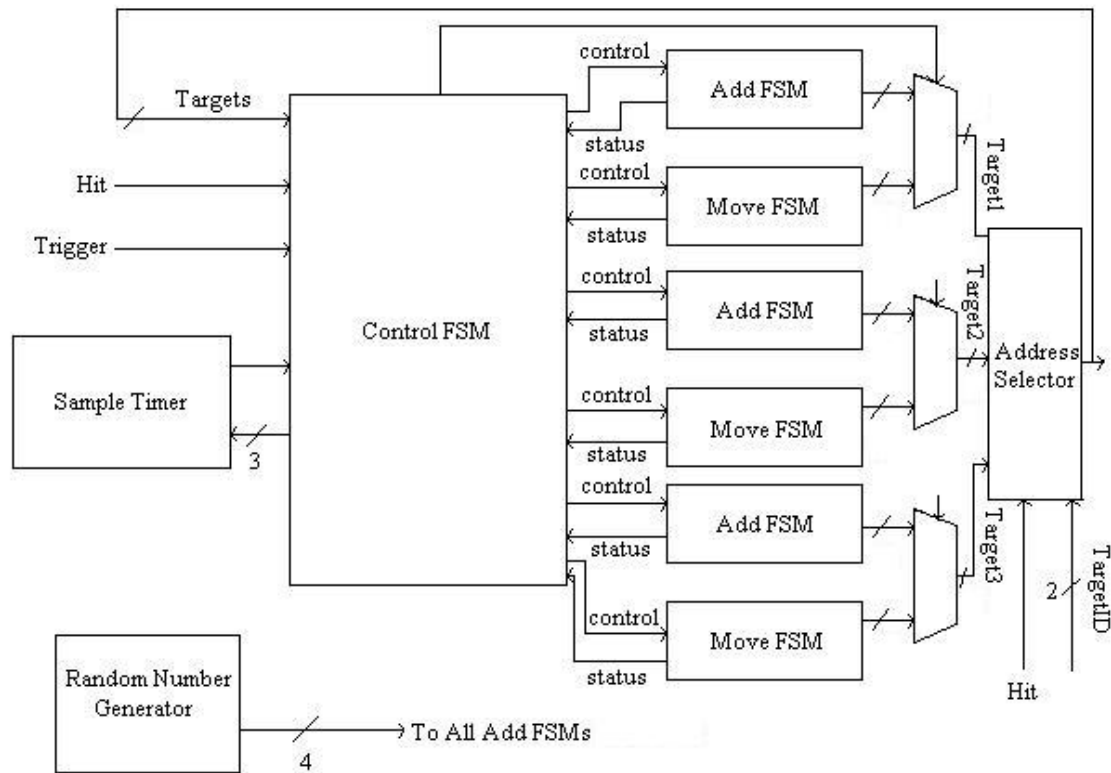 Targets
Hit
Trigger
Control FSM
Sample Timer
3
Random Number
Generator
4
To All Add FSMs
control
status
Add FSM
control
status
Move FSM
control
status
Add FSM
control
status
Move FSM
control
status
Add FSM
control
status
Move FSM
Target1
Target2
Target3
Address
Selector
Hit
2
TargetID